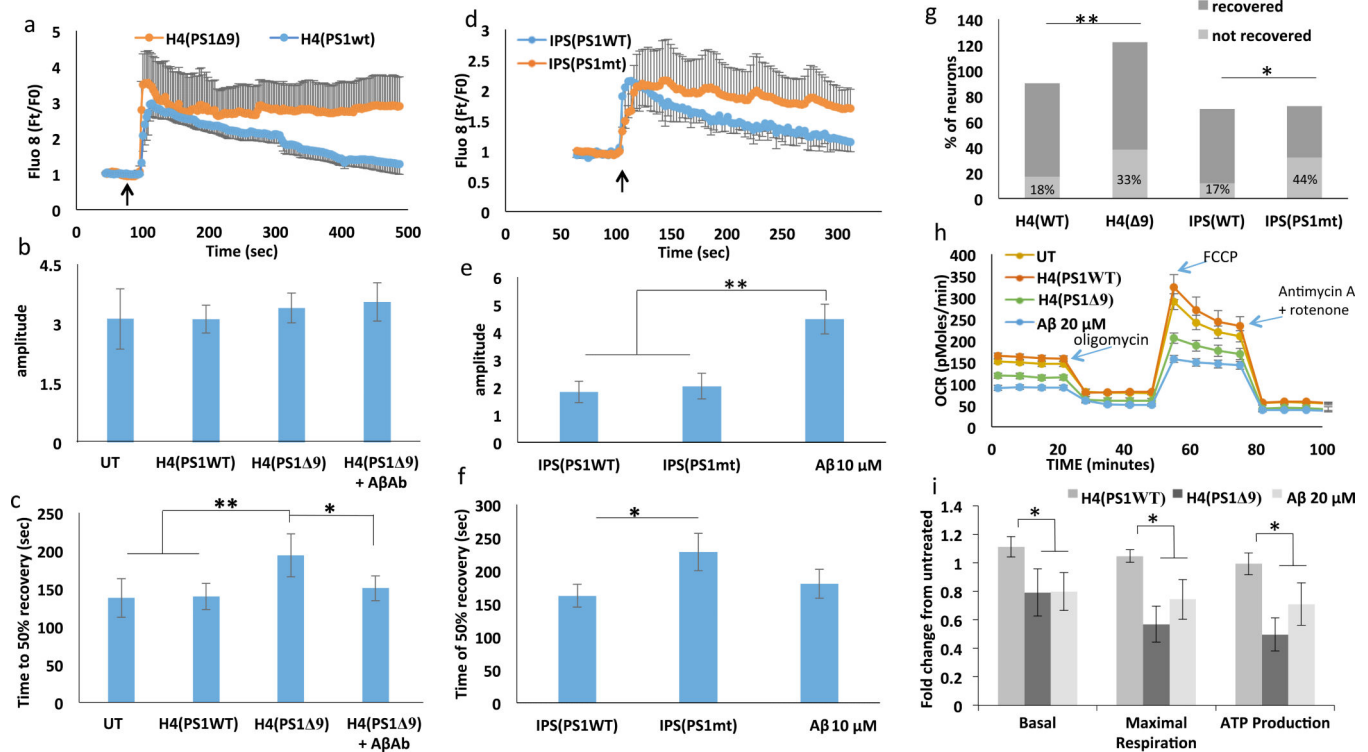 a
H4(PS1Δ9) H4(PS1wt)
Fluo 8 (Ft/F0)
5
4
3
2
1
0
0 100 200 300 400 500
Time (sec)
b
amplitude
4.5
3
1.5
0
UT H4(PS1WT) H4(PS1Δ9) H4(PS1Δ9)
+ AβAb
c
Time to 50% recovery (sec)
250
200
150
100
50
0
** *
UT H4(PS1WT) H4(PS1Δ9) H4(PS1Δ9)
+ AβAb
d
IPS(PS1WT)
IPS(PS1mt)
Fluo 8 (Ft/F0)
3
2.5
2
1.5
1
0.5
0
0 50 100 150 200 250 300
Time (sec)
e
amplitude
6
5
4
3
2
1
0
**
IPS(PS1WT) IPS(PS1mt) Aβ10 μM
f
Time of 50% recovery (sec)
300
250
200
150
100
50
0
*
IPS(PS1WT) IPS(PS1mt) Aβ10 μM
g
recovered
not recovered
% of neurons
140
120
100
80
60
40
20
0
** *
18% 33% 17% 44%
H4(WT) H4(Δ9) IPS(WT) IPS(PS1mt)
h
UT
H4(PS1WT)
H4(PS1Δ9)
Aβ 20 μM
FCCP
Antimycin A
+ rotenone
oligomycin
OCR (pMoles/min)
400
350
300
250
200
150
100
50
0
0 20 40 60 80 100
TIME (minutes)
i
H4(PS1WT) H4(PS1Δ9) Aβ 20 μM
Fold change from untreated
1.4
1.2
1
0.8
0.6
0.4
0.2
0
* * *
Basal Maximal
Respiration
ATP Production